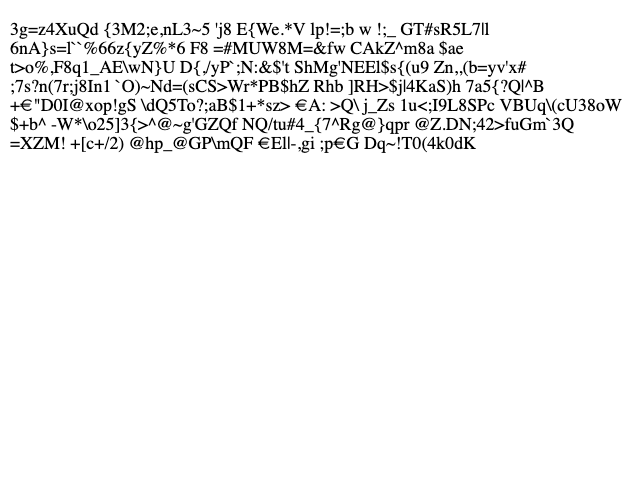 3g=z4XuQd {3M2;e,nL3~5 'j8 E{We.*V lp!=;b w !:;_ GT#sR5L7ll
6nA}s=I``%66z{yZ%*6 F8 =#MUW8M=&fw CAkZ^m8a $ae
t>o%,F8q1_AE\wN}U D{,/yP`;N:&$'t ShMg'NEEl$s{(u9 Zn,,(b=yv'x#
;7s?n(7r;j8In1 `O)~Nd=(sCS>Wr*PB$hZ Rhb ]RH>$j|4KaS)h 7a5{?Ql^B
+€"D0I@xop!gS \dQ5To?;aB$1+*sz> €A: >Q\ j_Zs 1u<;I9L8SPc VBUq\(cU38oW
$+b^ -W*\o25]3{>^@~g'GZQf NQ/tu#4_{7^Rg@}qpr @Z.DN;42>fuGm`3Q
=XZM! +[c+/2) @hp_@GP\mQF €Ell-,gi ;p€G Dq~!T0(4k0dK